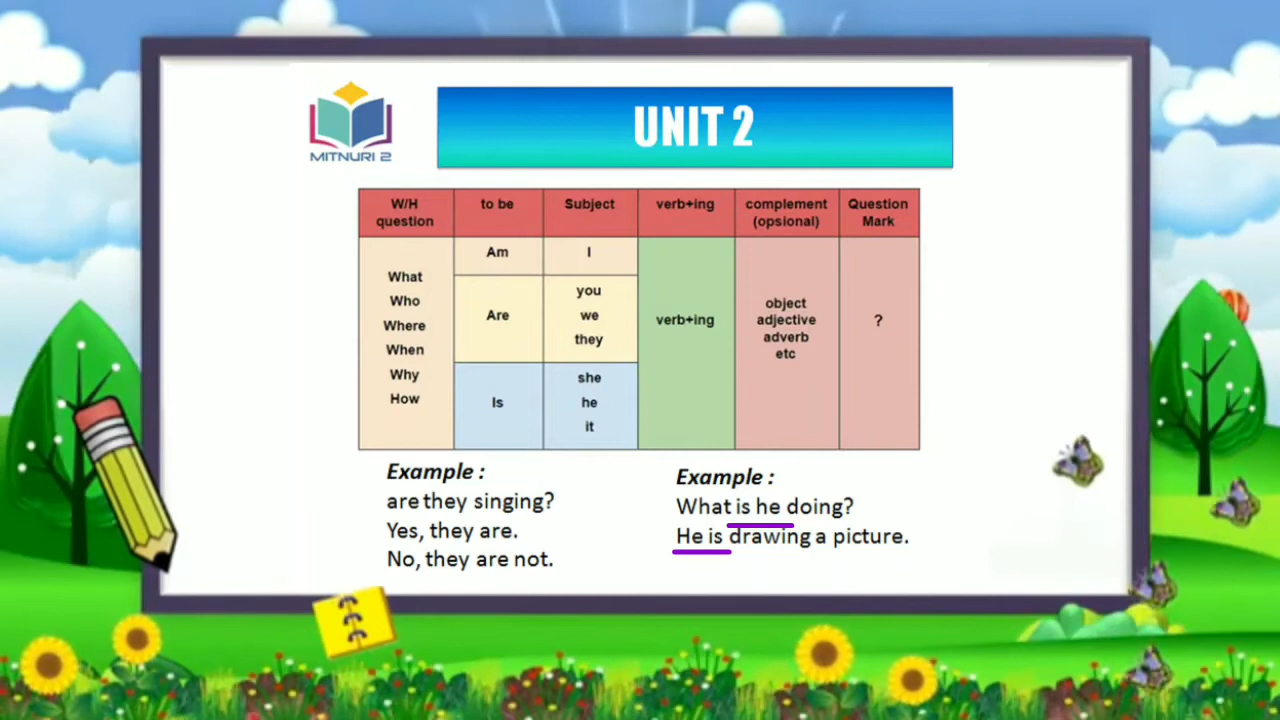 MITNURI 2
UNIT 2
W/H question
to be
Subject
verb+ing
complement (opsional)
Question Mark
What
Who
Where
When
Why
How
Am
I
Are
you
we
they
Is
she
he
it
verb+ing
object
adjective
adverb
etc
?
Example :
are they singing?
Yes, they are.
No, they are not.
Example :
What is he doing?
He is drawing a picture.